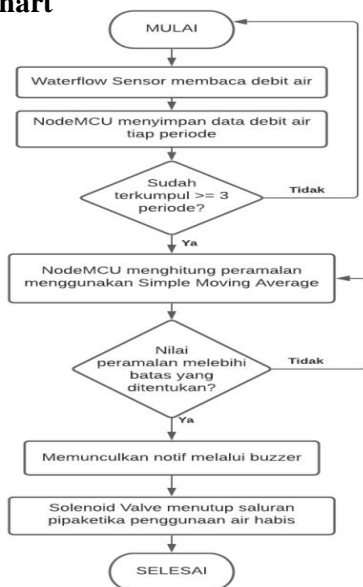 hart
MULAI
Waterflow Sensor membaca debit air
NodeMCU menyimpan data debit air
tiap periode
Sudah
terkumpul >= 3
periode?
Tidak
Ya
NodeMCU menghitung peramalan
menggunakan Simple Moving Average
Nilai
peramalan melebihi
batas yang
ditentukan?
Tidak
Ya
Memunculkan notif melalui buzzer
Solenoid Valve menutup saluran
pipaketika penggunaan air habis
SELESAI